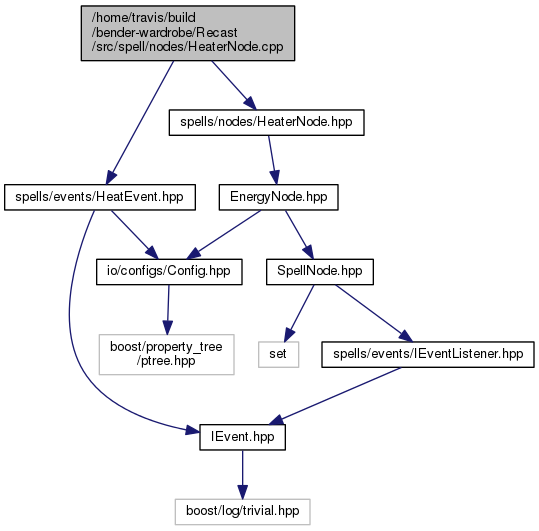 /home/travis/build
/bender-wardrobe/Recast
/src/spell/nodes/HeaterNode.cpp
spells/nodes/HeaterNode.hpp
spells/events/HeatEvent.hpp
EnergyNode.hpp
io/configs/Config.hpp
SpellNode.hpp
boost/property_tree
/ptree.hpp
set
spells/events/IEventListener.hpp
IEvent.hpp
boost/log/trivial.hpp